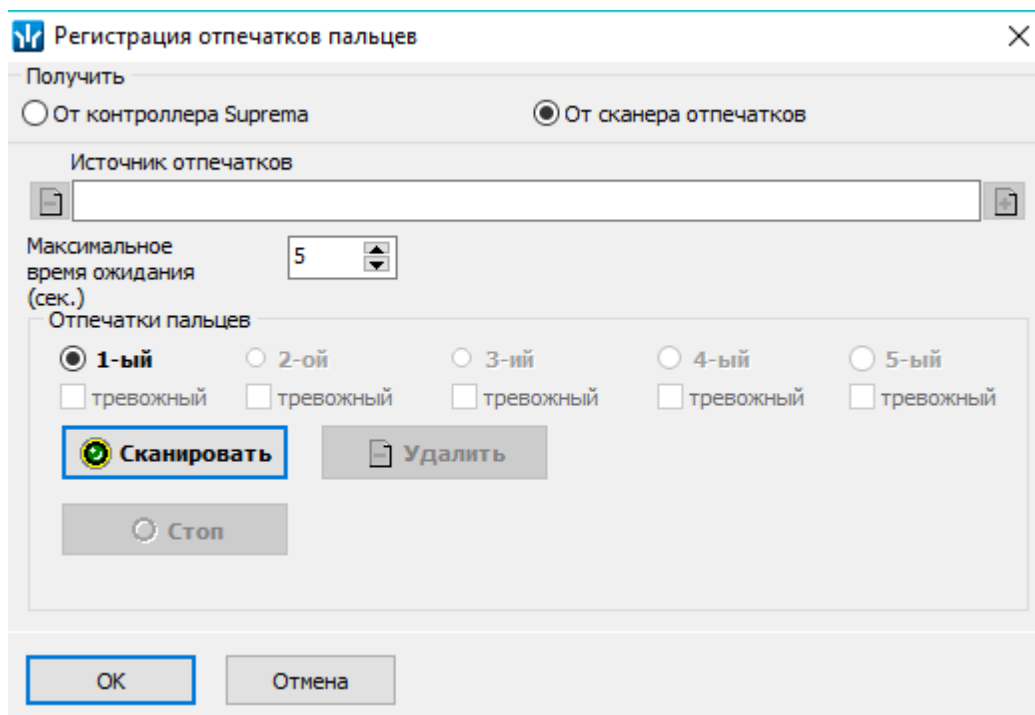 Регистрация отпечатков пальцев
Получить
От контроллера Suprema От сканера отпечатков
Источник отпечатков
Максимальное
время ожидания
(сек.)
5
Отпечатки пальцев
1-ый 2-ой 3-ий 4-ый 5-ый
тревожный тревожный тревожный тревожный тревожный
Сканировать Удалить
Стоп
OK Отмена